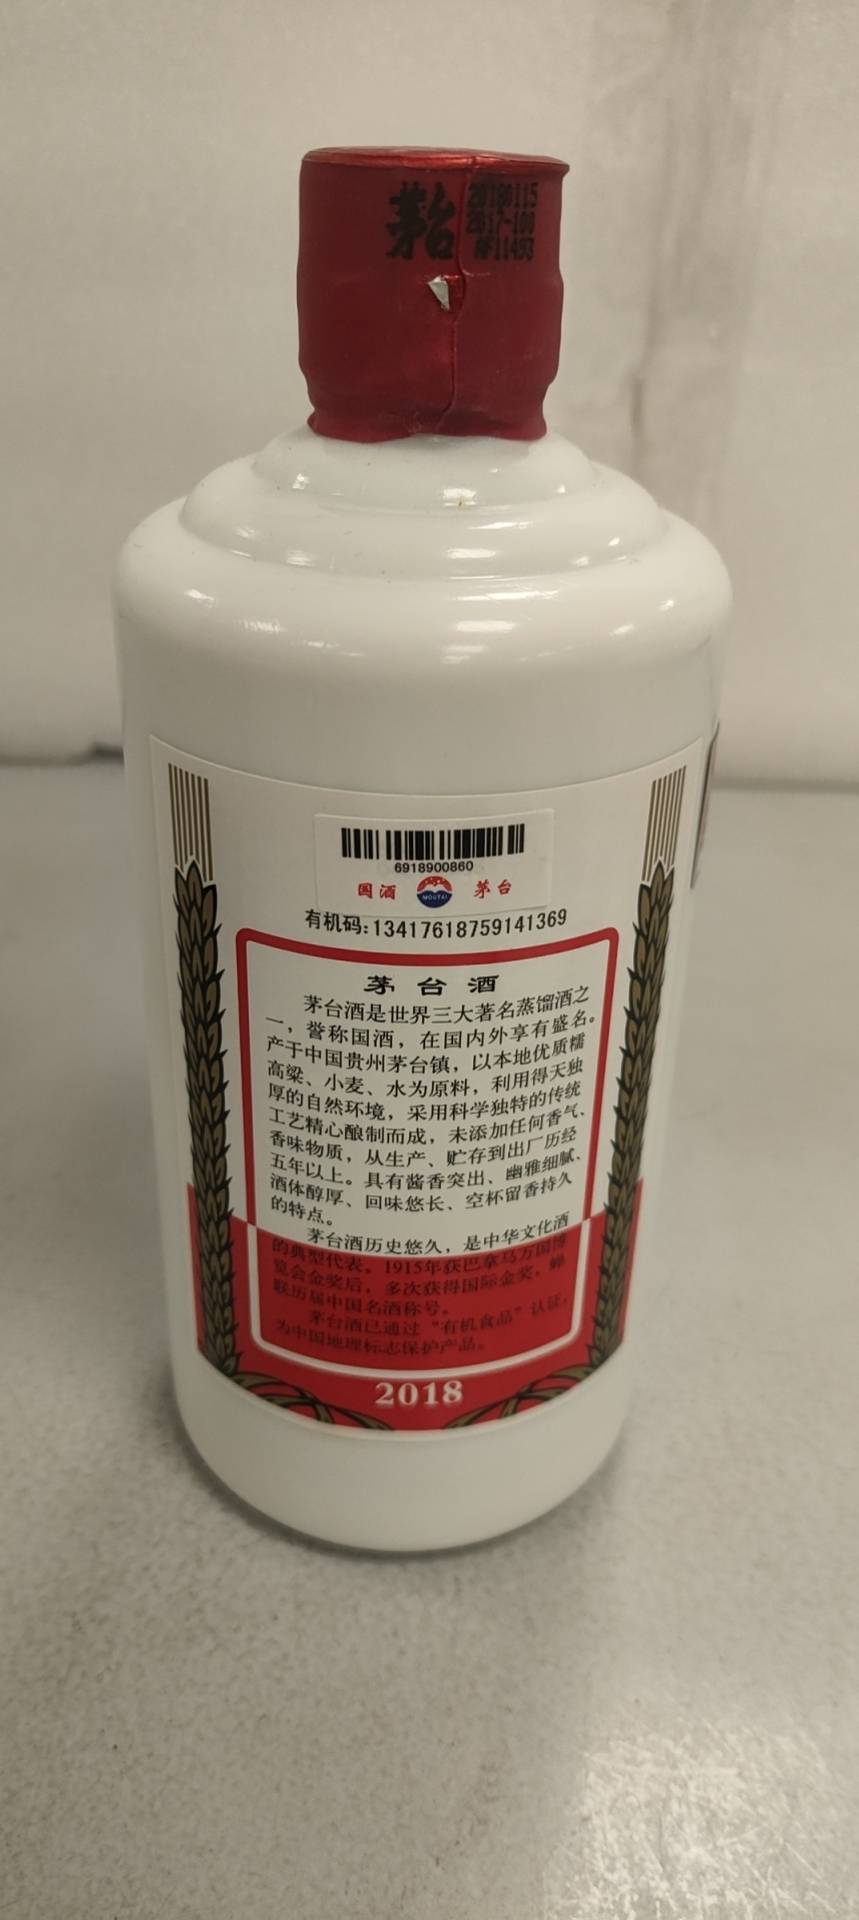 茅台
20180115
2017-100
11493
6918900860
国酒
MOUTAI
茅台
有机码:13417618759141369
茅台酒
茅台酒是世界三大著名蒸馏酒之
一，誉称国酒，在国内外享有盛名。
产于中国贵州茅台镇，以本地优质糯
高粱、小麦、水为原料，利用得天独
厚的自然环境，采用科学独特的传统
工艺精心酿制而成，未添加任何香气、
香味物质，从生产、贮存到出厂历经
五年以上。具有酱香突出、幽雅细腻、
酒体醇厚、回味悠长、空杯留香持久
的特点。
茅台酒历史悠久，是中华文化酒
的典型代表。1915年获巴拿马万国博
览会金奖后，多次获得国际金奖，蝉
联历届中国名酒称号。
茅台酒已通过“有机食品”认证，
为中国地理标志保护产品。
2018